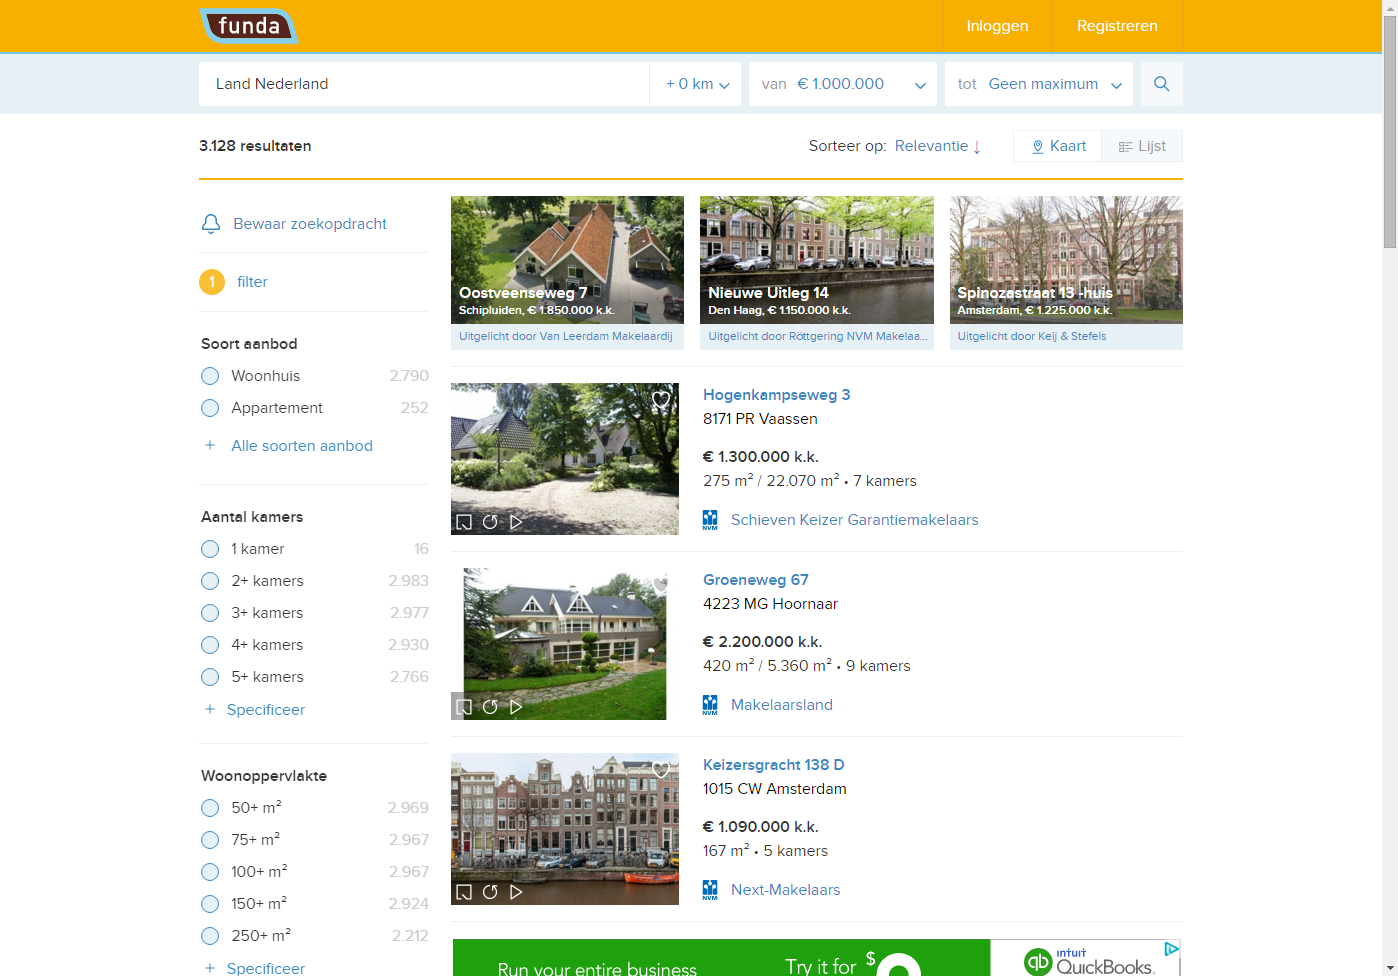 funda
Inloggen
Registreren
Land Nederland
+ 0 km
van € 1.000.000
tot Geen maximum
3.128 resultaten
Sorteer op: Relevantie ↓
Kaart
Lijst
Bewaar zoekopdracht
1 filter
Soort aanbod
Woonhuis 2.790
Appartement 252
+ Alle soorten aanbod
Aantal kamers
1 kamer 16
2+ kamers 2.983
3+ kamers 2.977
4+ kamers 2.930
5+ kamers 2.766
+ Specificeer
Woonoppervlakte
50+ m² 2.969
75+ m² 2.967
100+ m² 2.967
150+ m² 2.924
250+ m² 2.212
+ Specificeer
Oostveenseweg 7
Schipluiden, € 1.850.000 k.k.
Uitgelicht door Van Leerdam Makelaardij
Nieuwe Uitleg 14
Den Haag, € 1.150.000 k.k.
Uitgelicht door Röttgering NVM Makelaa...
Spinozastraat 13 -huis
Amsterdam, € 1.225.000 k.k.
Uitgelicht door Keij & Stefels
Hogenkampseweg 3
8171 PR Vaassen
€ 1.300.000 k.k.
275 m² / 22.070 m² • 7 kamers
NVM Schieven Keizer Garantiemakelaars
Groeneweg 67
4223 MG Hoornaar
€ 2.200.000 k.k.
420 m² / 5.360 m² • 9 kamers
NVM Makelaarsland
Keizersgracht 138 D
1015 CW Amsterdam
€ 1.090.000 k.k.
167 m² • 5 kamers
NVM Next-Makelaars
Run your entire business
Try it for $
qb intuit
QuickBooks.